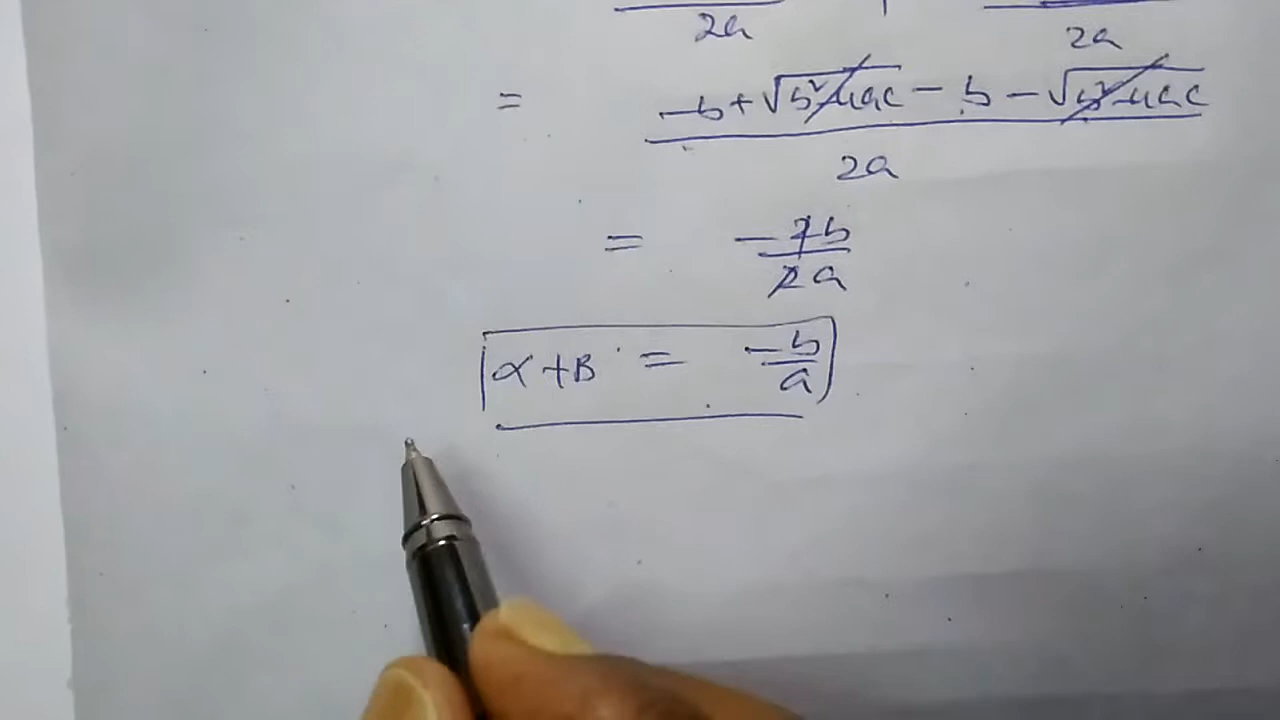 2a 2a
= -b+√b²-4ac - b - √b²-4ac
2a
= -2b
2a
α+β = -b
a